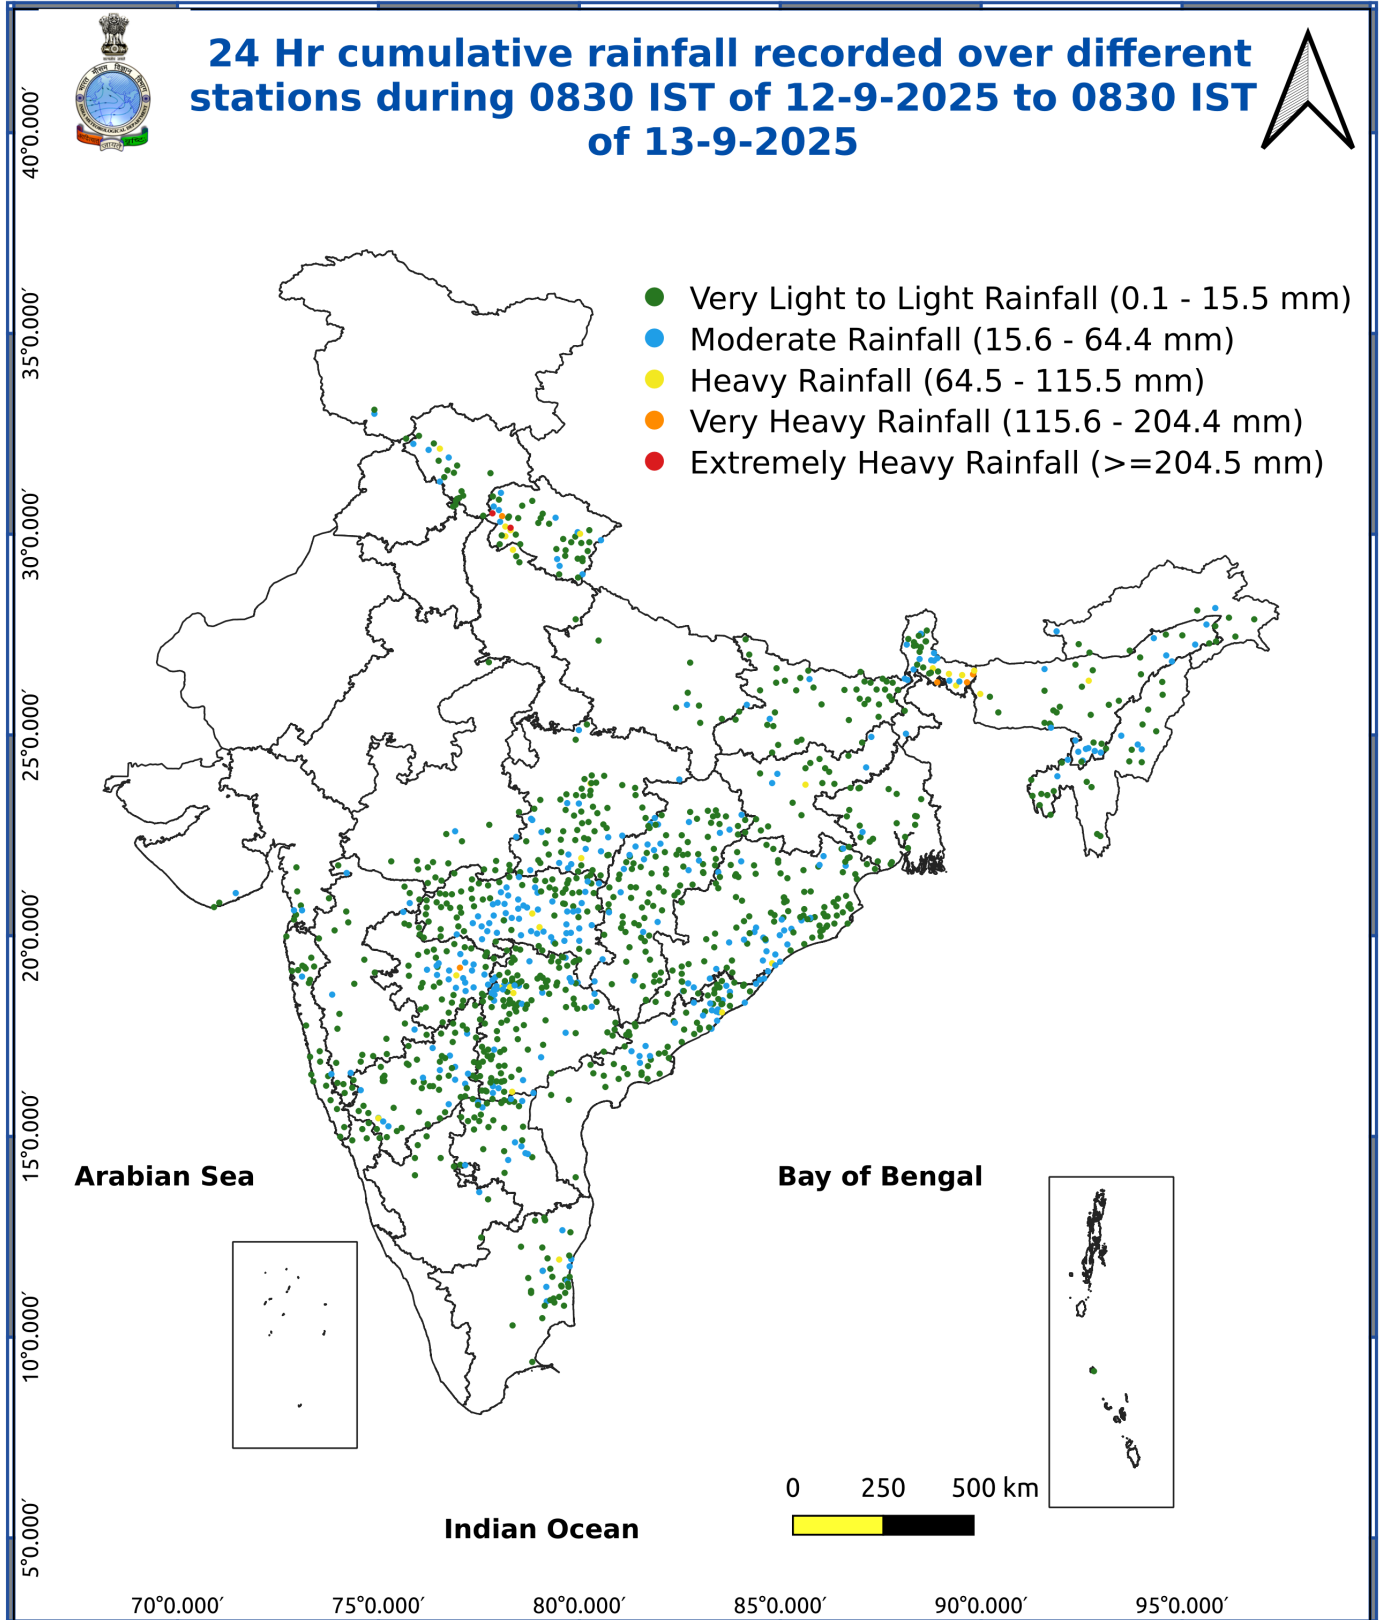 24 Hr cumulative rainfall recorded over different
stations during 0830 IST of 12-9-2025 to 0830 IST
of 13-9-2025
Very Light to Light Rainfall (0.1 - 15.5 mm)
Moderate Rainfall (15.6 - 64.4 mm)
Heavy Rainfall (64.5 - 115.5 mm)
Very Heavy Rainfall (115.6 - 204.4 mm)
Extremely Heavy Rainfall (>=204.5 mm)
40°0.000′
35°0.000′
30°0.000′
25°0.000′
20°0.000′
15°0.000′
10°0.000′
5°0.000′
Arabian Sea
Bay of Bengal
Indian Ocean
0 250 500 km
70°0.000′ 75°0.000′ 80°0.000′ 85°0.000′ 90°0.000′ 95°0.000′